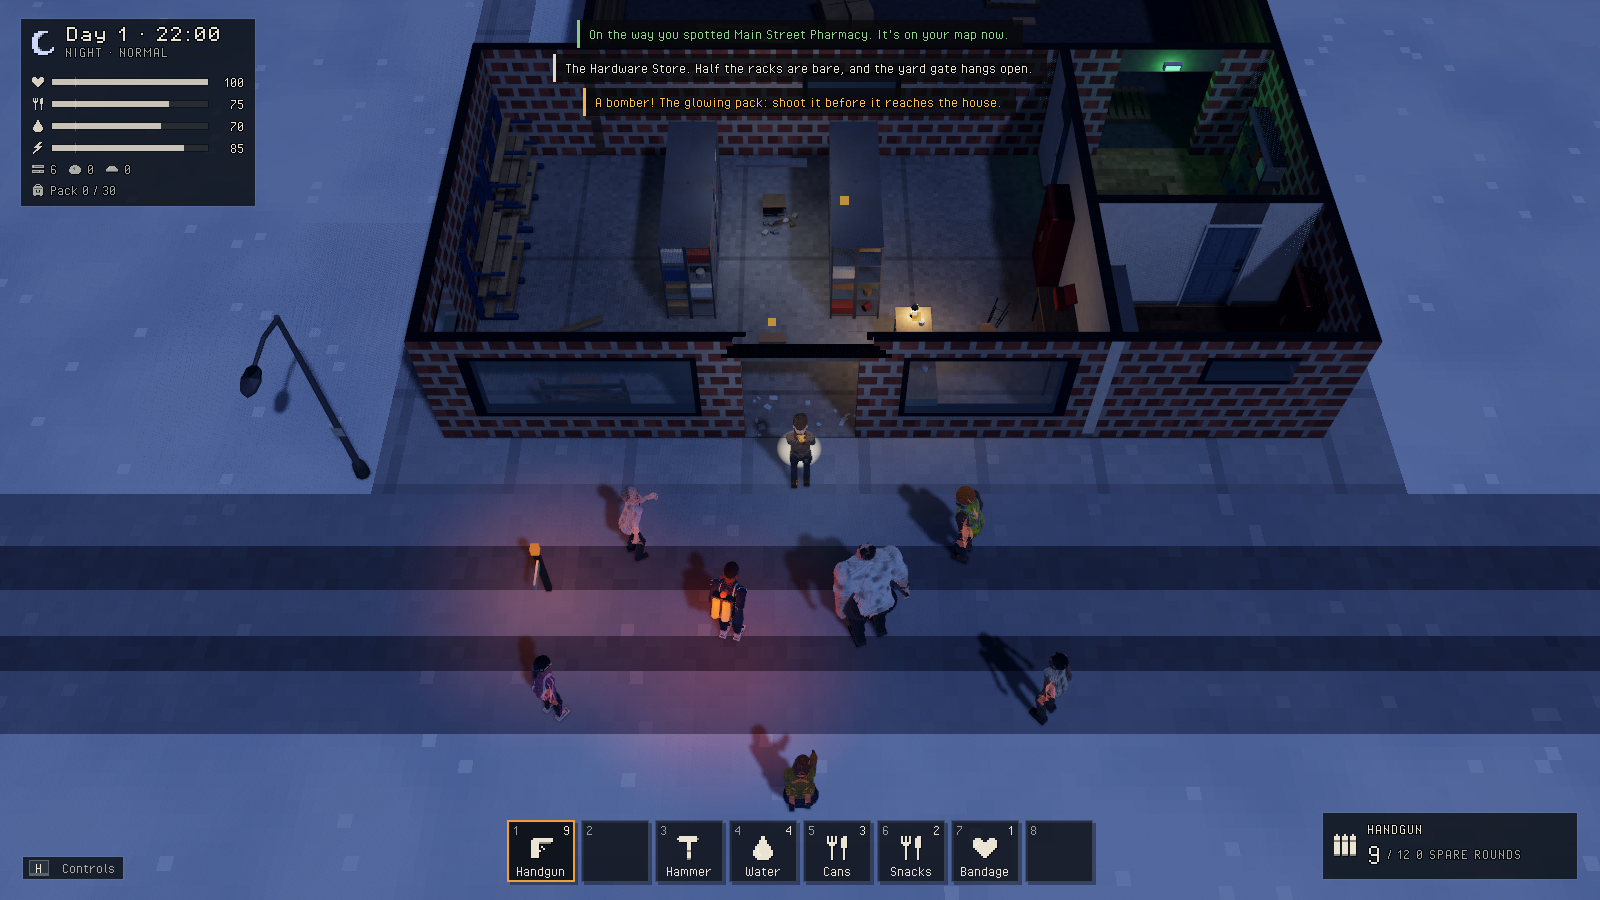 Day 1 · 22:00
NIGHT · NORMAL
100
75
70
85
6 0 0
Pack 0 / 30
On the way you spotted Main Street Pharmacy. It's on your map now.
The Hardware Store. Half the racks are bare, and the yard gate hangs open.
A bomber! The glowing pack: shoot it before it reaches the house.
H Controls
1 9 2 3 4 4 5 3 6 2 7 1 8
Handgun Hammer Water Cans Snacks Bandage
HANDGUN
9 / 12 0 SPARE ROUNDS